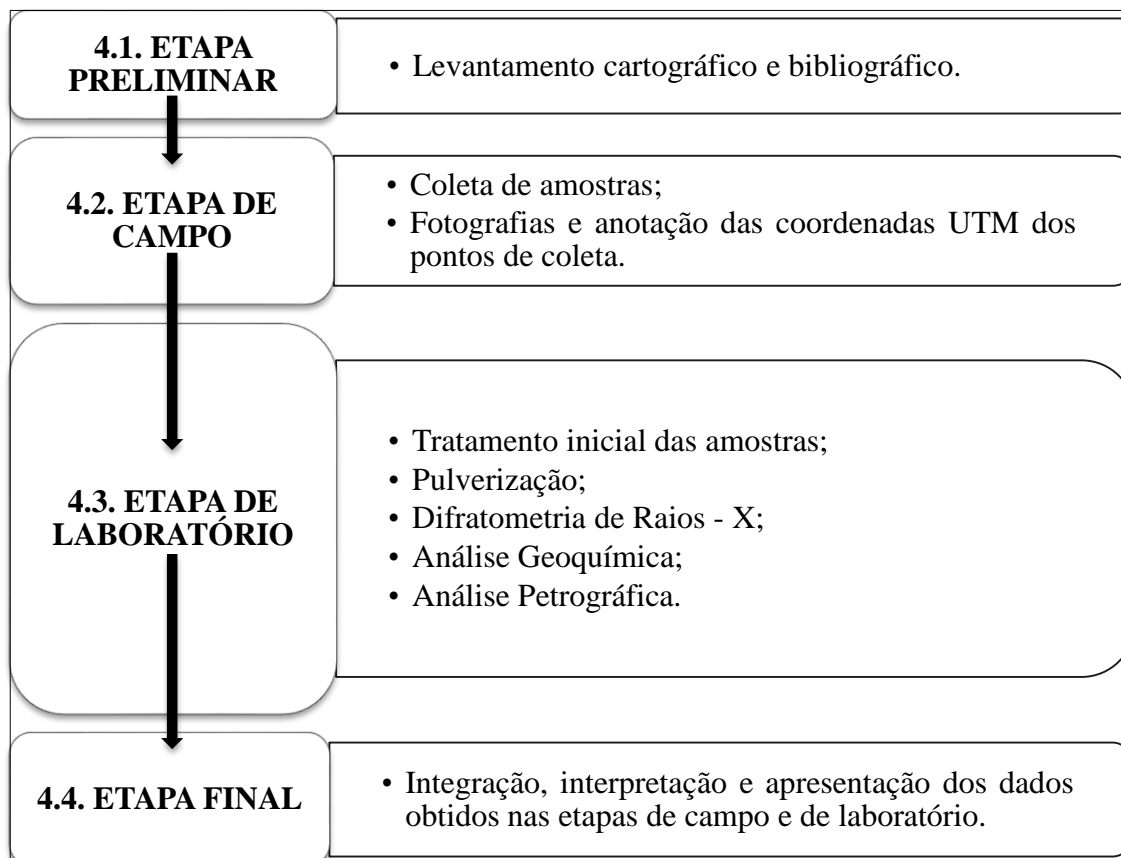 4.1. ETAPA
PRELIMINAR
• Levantamento cartográfico e bibliográfico.
4.2. ETAPA DE
CAMPO
• Coleta de amostras;
• Fotografias e anotação das coordenadas UTM dos
pontos de coleta.
4.3. ETAPA DE
LABORATÓRIO
• Tratamento inicial das amostras;
• Pulverização;
• Difratometria de Raios - X;
• Análise Geoquímica;
• Análise Petrográfica.
4.4. ETAPA FINAL
• Integração, interpretação e apresentação dos dados
obtidos nas etapas de campo e de laboratório.